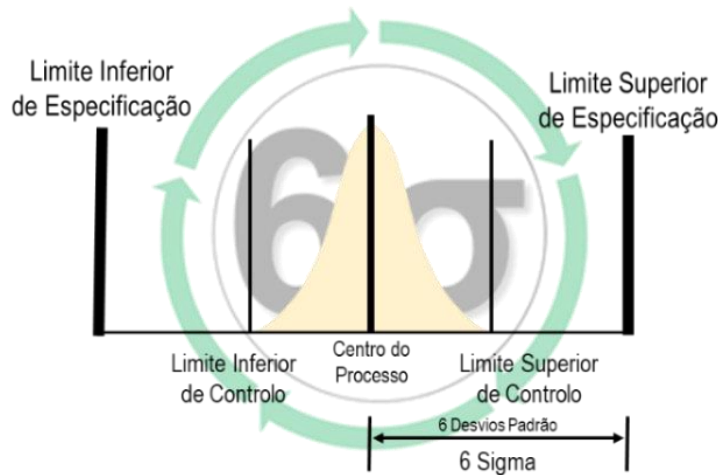 Limite Inferior
de Especificação
Limite Superior
de Especificação
6σ
Limite Inferior
de Controlo
Centro do
Processo
Limite Superior
de Controlo
6 Desvios Padrão
6 Sigma